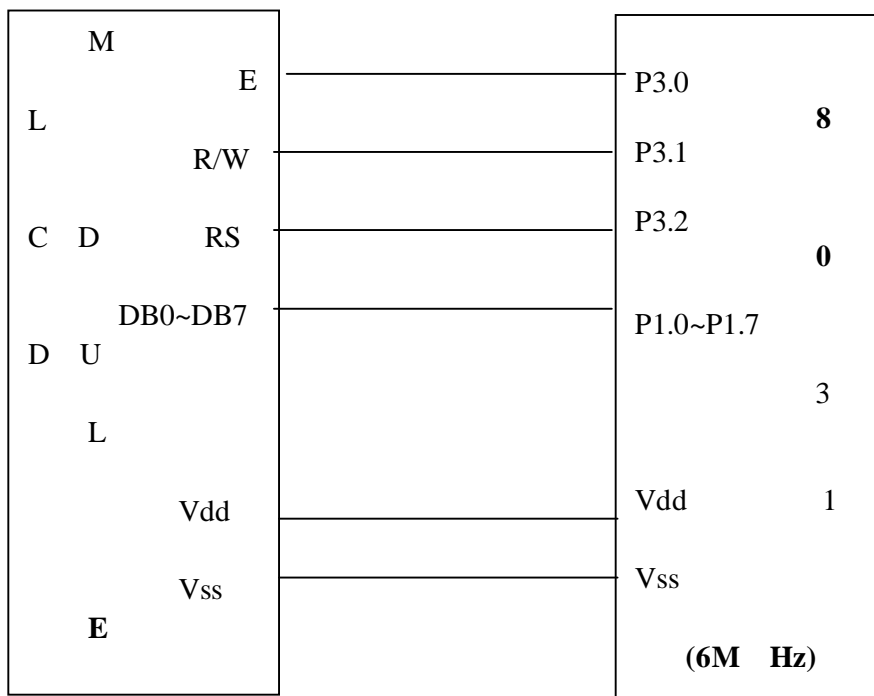 M
E
P3.0
L
8
R/W
P3.1
C D
RS
P3.2
0
DB0~DB7
P1.0~P1.7
D U
3
L
Vdd
Vdd
1
Vss
Vss
E
(6M Hz)